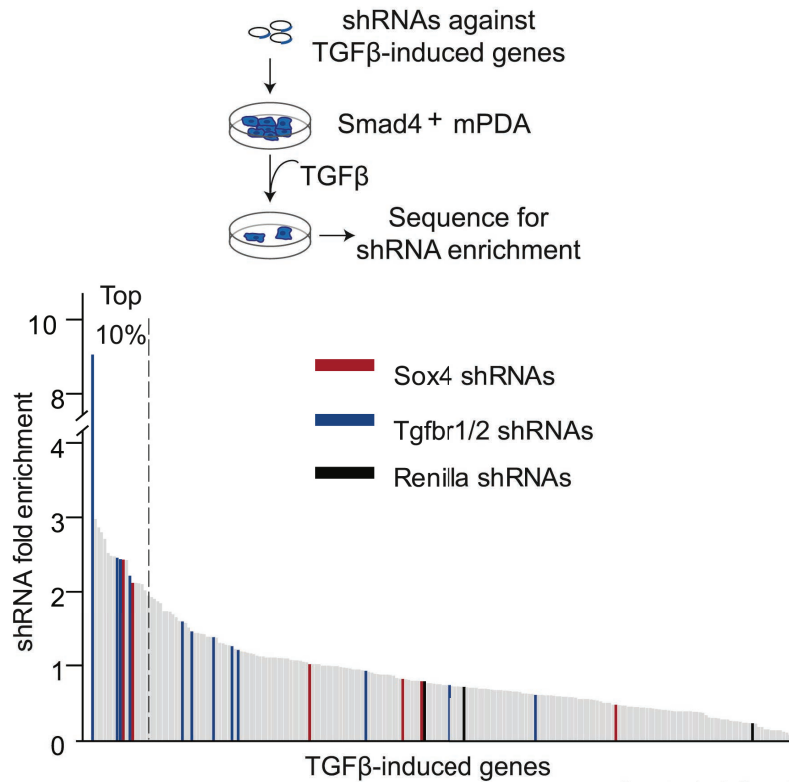 shRNAs against
TGFβ-induced genes
Smad4+ mPDA
TGFβ
Sequence for
shRNA enrichment
Top
10%
10
8
4
3
2
1
0
shRNA fold enrichment
Sox4 shRNAs
Tgfbr1/2 shRNAs
Renilla shRNAs
TGFβ-induced genes